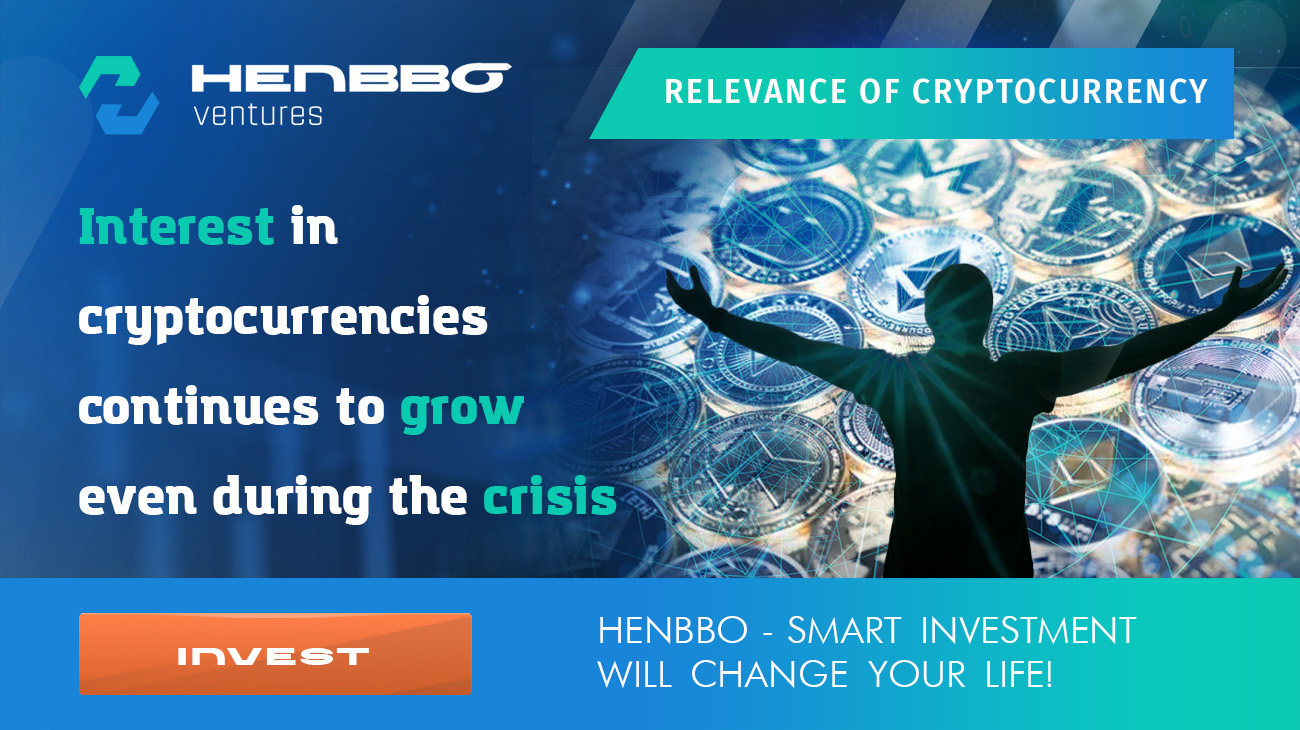 HENBBO
ventures
RELEVANCE OF CRYPTOCURRENCY
Interest in
cryptocurrencies
continues to grow
even during the crisis
INVEST
HENBBO - SMART INVESTMENT
WILL CHANGE YOUR LIFE!